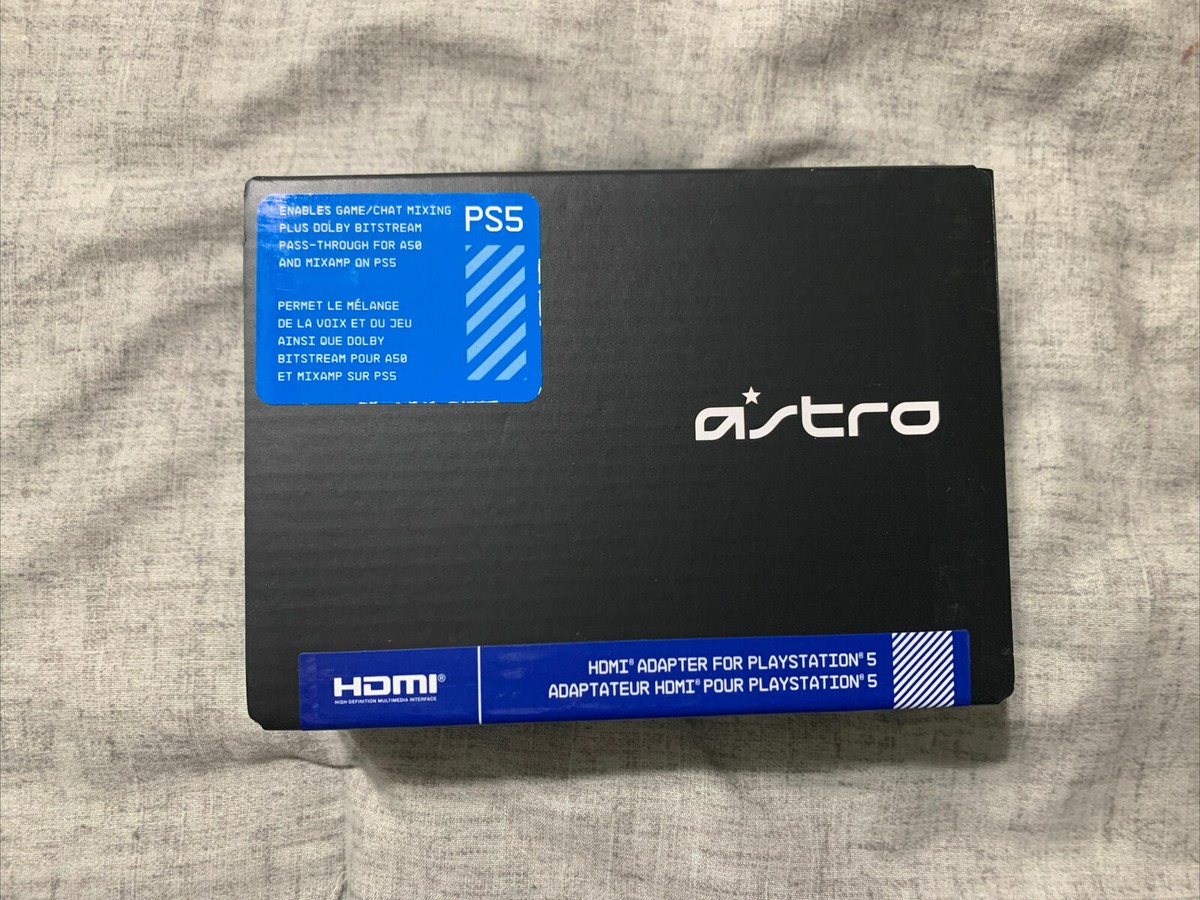 ENABLES GAME/CHAT MIXING
PLUS DOLBY BITSTREAM
PASS-THROUGH FOR A50
AND MIXAMP ON PS5
PS5
PERMET LE MÉLANGE
DE LA VOIX ET DU JEU
AINSI QUE DOLBY
BITSTREAM POUR A50
ET MIXAMP SUR PS5
astro
HDMI®
HIGH DEFINITION MULTIMEDIA INTERFACE
HDMI® ADAPTER FOR PLAYSTATION® 5
ADAPTATEUR HDMI® POUR PLAYSTATION® 5